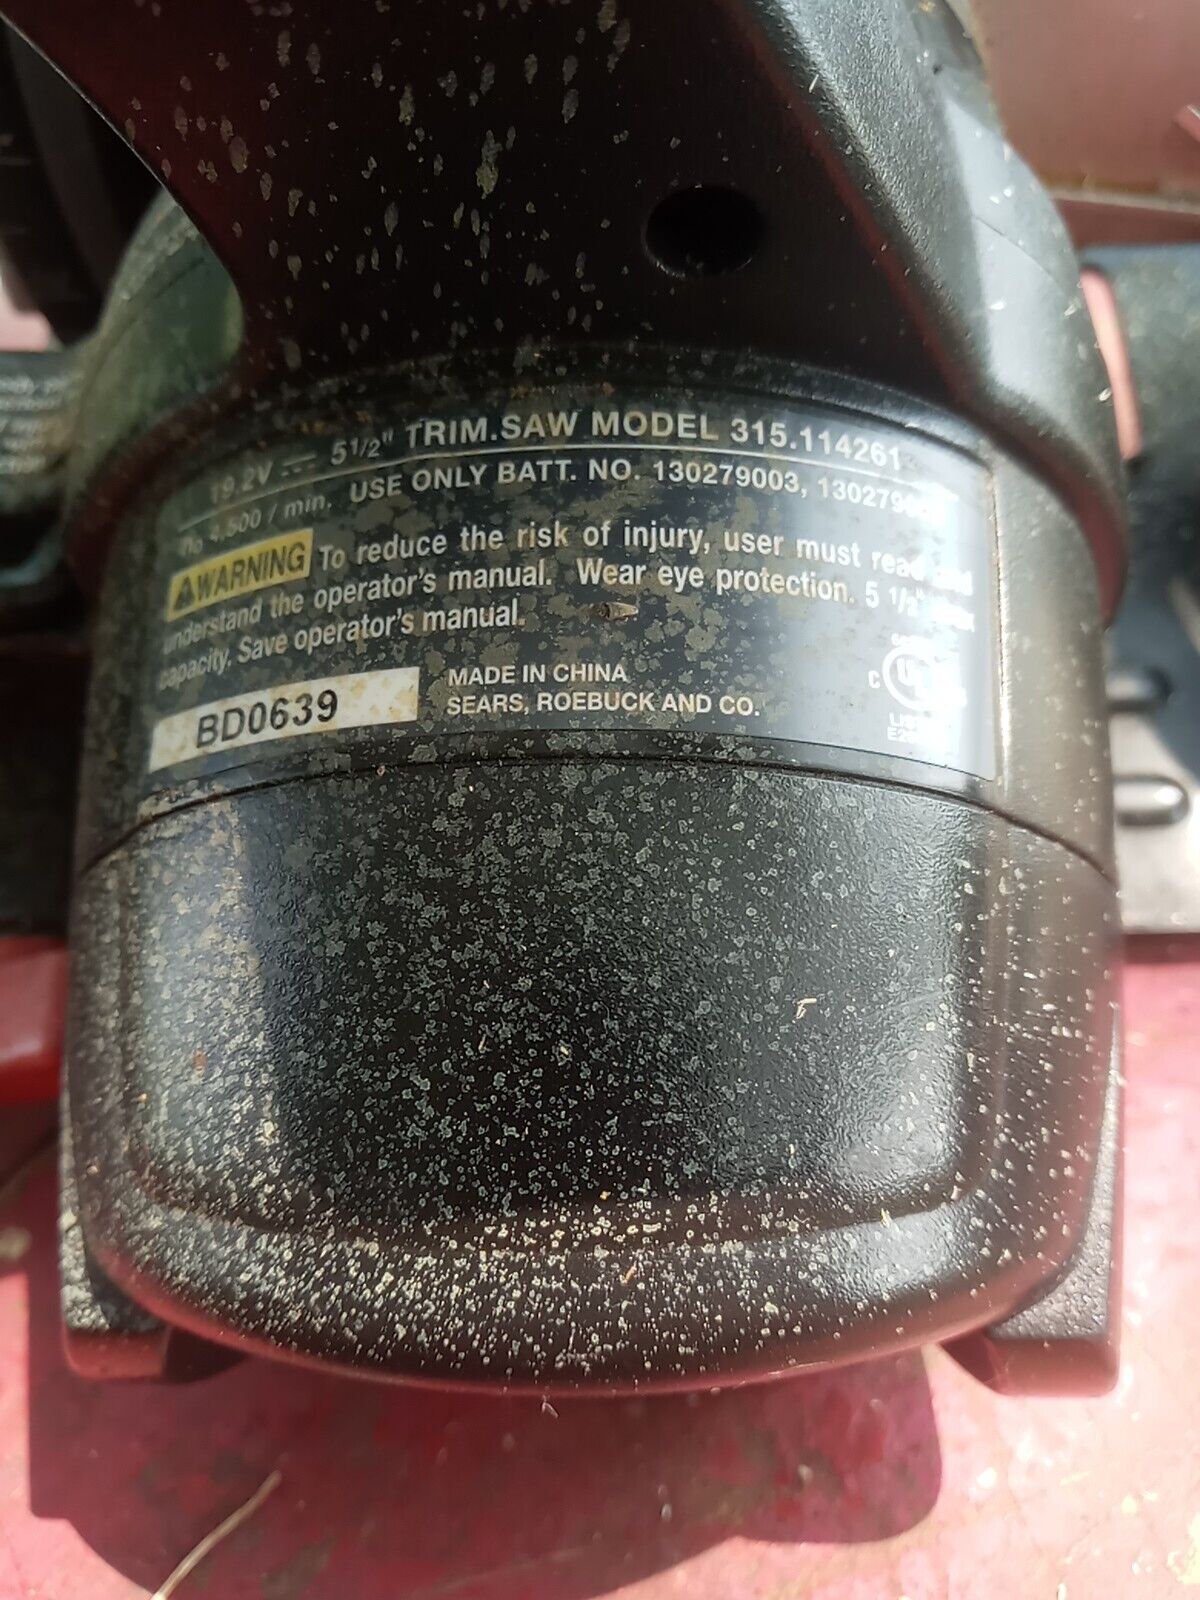 19.2V ⎓ 5 1/2" TRIM.SAW MODEL 315.114261
n₀ 4,500 / min. USE ONLY BATT. NO. 130279003,
WARNING To reduce the risk of injury, user must read and
understand the operator's manual. Wear eye protection. 5 1/2"
capacity. Save operator's manual.
BD0639
MADE IN CHINA
SEARS, ROEBUCK AND CO.
C UL